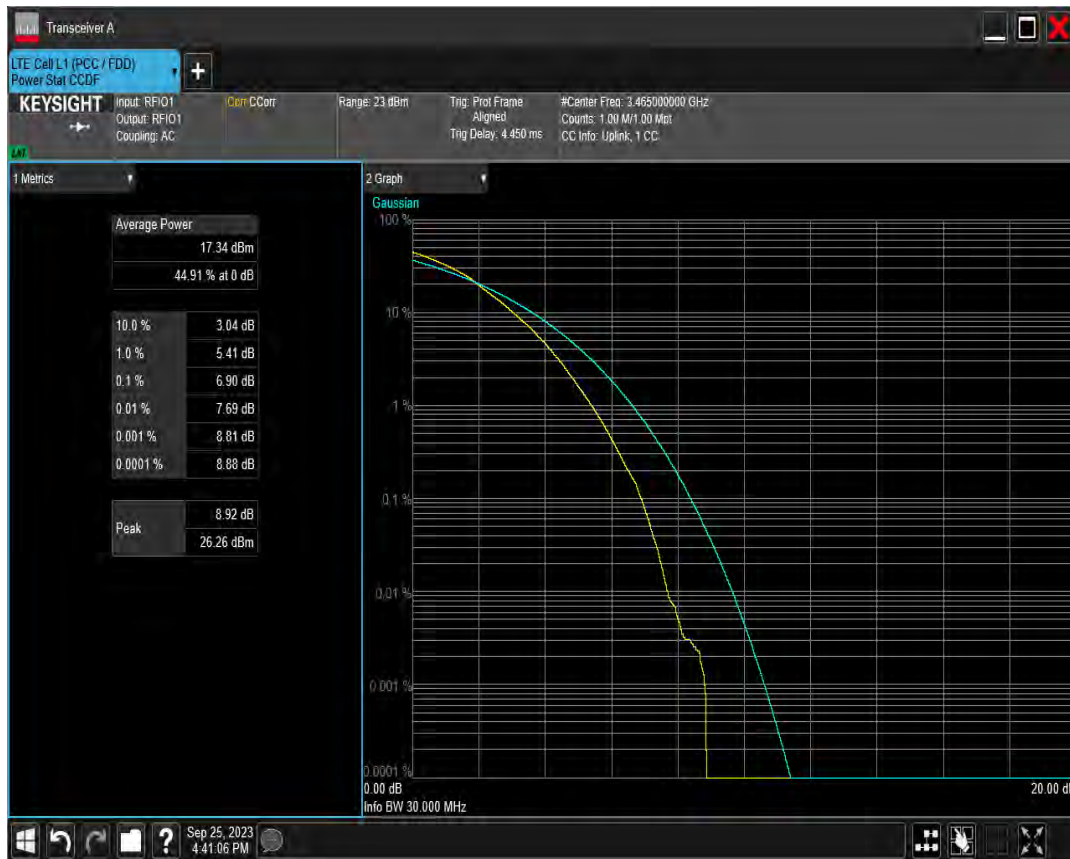 Transceiver A
LTE Cell L1 (PCC / FDD)
Power Stat CCDF
+
KEYSIGHT
Input: RFIO1
Output: RFIO1
Coupling: AC
Corr CCorr
Range: 23 dBm
Trig: Prot Frame
Aligned
Trig Delay: 4.450 ms
#Center Freq: 3.465000000 GHz
Counts: 1.00 M/1.00 Mpt
CC Info: Uplink, 1 CC
1 Metrics
Average Power
17.34 dBm
44.91 % at 0 dB
10.0 % 3.04 dB
1.0 % 5.41 dB
0.1 % 6.90 dB
0.01 % 7.69 dB
0.001 % 8.81 dB
0.0001 % 8.88 dB
Peak
8.92 dB
26.26 dBm
2 Graph
Gaussian
100 %
10 %
1 %
0.1 %
0.01 %
0.001 %
0.0001 %
0.00 dB
20.00 d
Info BW 30.000 MHz
?
Sep 25, 2023
4:41:06 PM